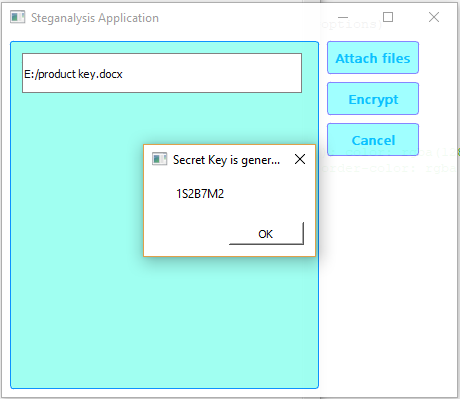 Steganalysis Application
E:/product key.docx
Attach files
Encrypt
Cancel
Secret Key is gener...
1S2B7M2
OK